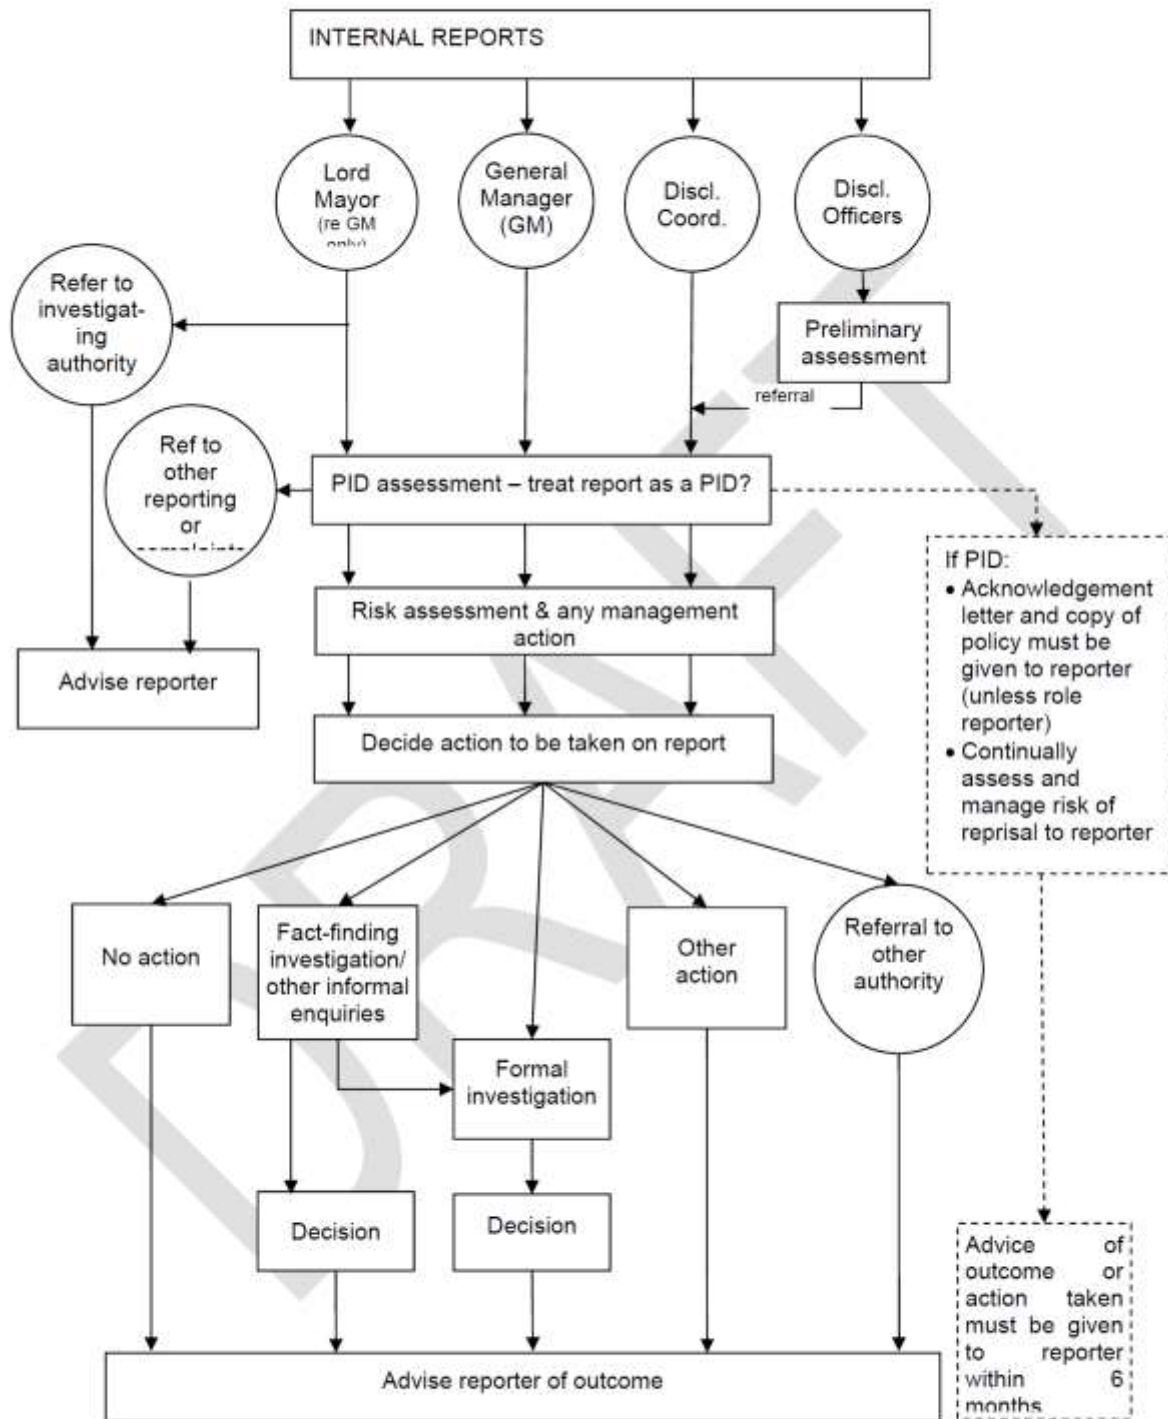 INTERNAL REPORTS
Lord
Mayor
(re GM
only)
General
Manager
(GM)
Discl.
Coord.
Discl.
Officers
Refer to
investigat-
ing
authority
Preliminary
assessment
referral
Ref to
other
reporting
or
PID assessment – treat report as a PID?
If PID:
• Acknowledgement
letter and copy of
policy must be
given to reporter
(unless role
reporter)
• Continually
assess and
manage risk of
reprisal to reporter
Risk assessment & any management
action
Advise reporter
Decide action to be taken on report
No action
Fact-finding
investigation/
other informal
enquiries
Other
action
Referral to
other
authority
Formal
investigation
Decision
Decision
Advice of
outcome or
action taken
must be given
to reporter
within 6
months
Advise reporter of outcome
DRAFT